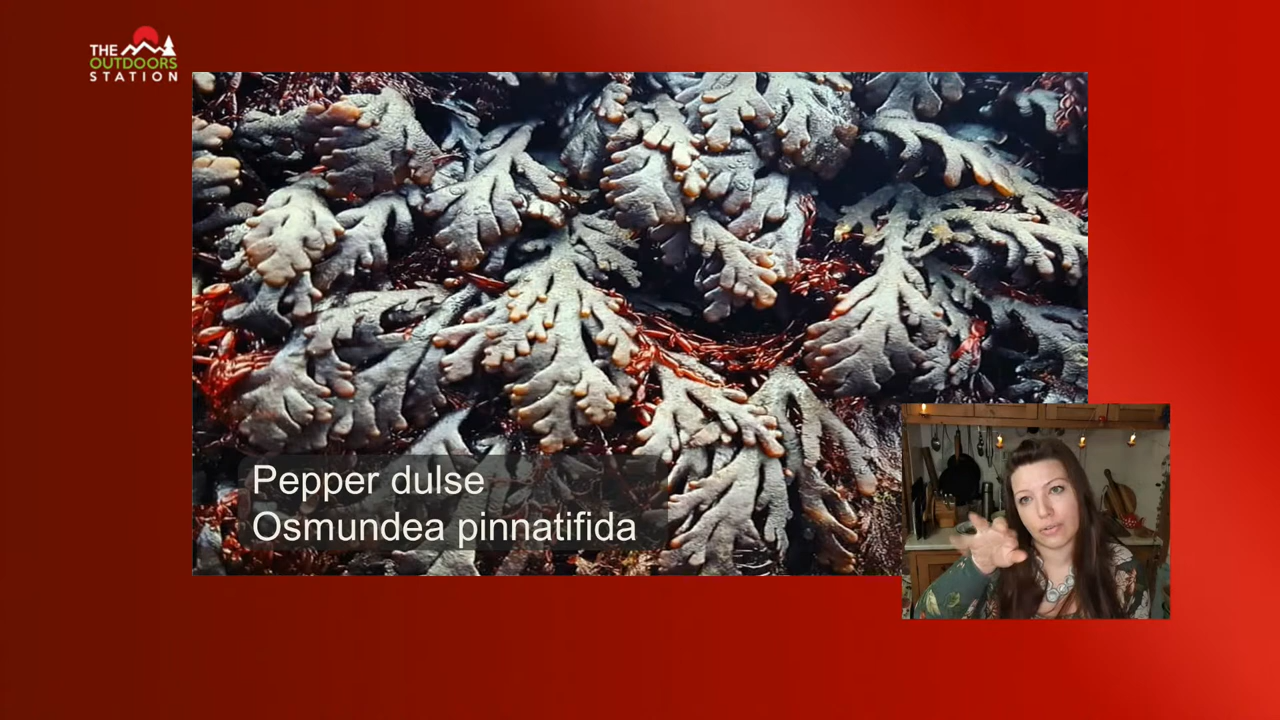 THE
OUTDOORS
STATION
Pepper dulse
Osmundea pinnatifida